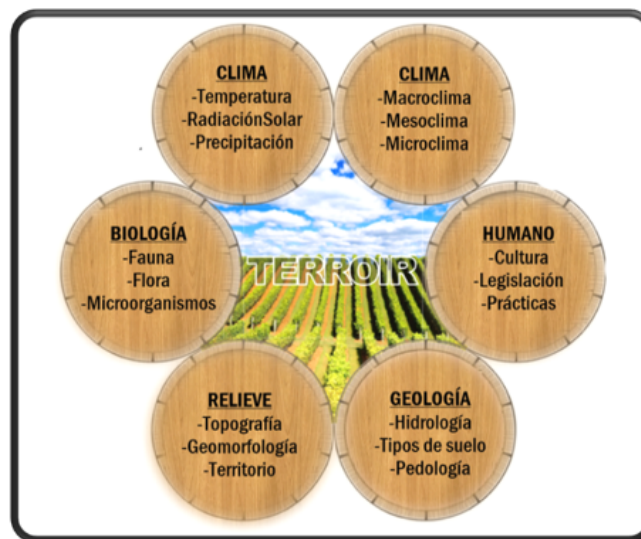 CLIMA
-Temperatura
-RadiaciónSolar
-Precipitación
CLIMA
-Macroclima
-Mesoclima
-Microclima
BIOLOGÍA
-Fauna
-Flora
-Microorganismos
TERROIR
HUMANO
-Cultura
-Legislación
-Prácticas
RELIEVE
-Topografía
-Geomorfología
-Territorio
GEOLOGÍA
-Hidrología
-Tipos de suelo
-Pedología